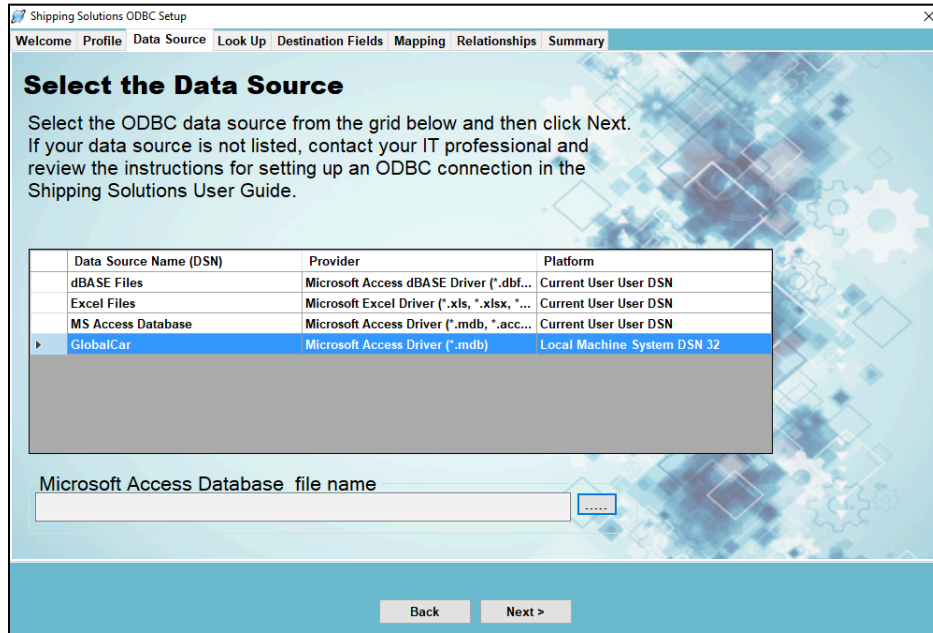 Shipping Solutions ODBC Setup
Welcome Profile Data Source Look Up Destination Fields Mapping Relationships Summary
Select the Data Source
Select the ODBC data source from the grid below and then click Next.
If your data source is not listed, contact your IT professional and
review the instructions for setting up an ODBC connection in the
Shipping Solutions User Guide.
Data Source Name (DSN) Provider Platform
dBASE Files Microsoft Access dBASE Driver (*.dbf... Current User User DSN
Excel Files Microsoft Excel Driver (*.xls, *.xlsx, *... Current User User DSN
MS Access Database Microsoft Access Driver (*.mdb, *.acc... Current User User DSN
GlobalCar Microsoft Access Driver (*.mdb) Local Machine System DSN 32
Microsoft Access Database file name
.....
Back Next >